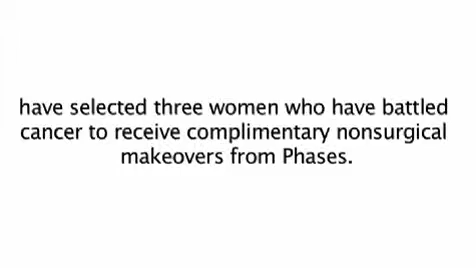 have selected three women who have battled
cancer to receive complimentary nonsurgical
makeovers from Phases.